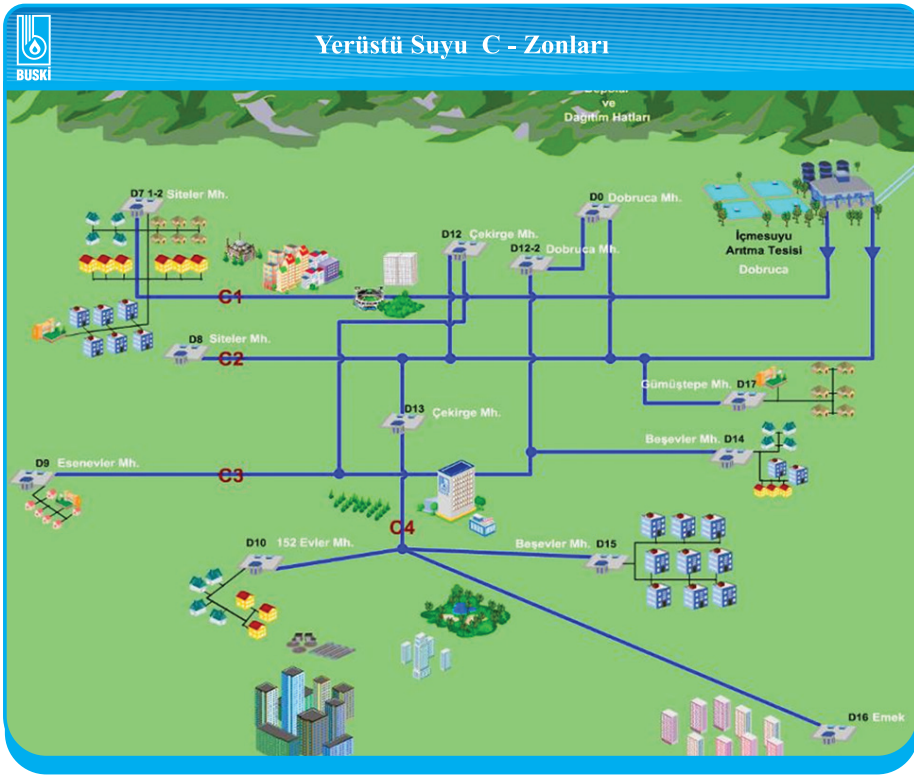 BUSKİ
Yerüstü Suyu C - Zonları
Depolar
ve
Dağıtım Hatları
D7 1-2 Siteler Mh.
D0 Dobruca Mh.
D12 Çekirge Mh.
D12-2 Dobruca Mh.
İçmesuyu
Arıtma Tesisi
Dobruca
C1
D8 Siteler Mh.
C2
Gümüştepe Mh. D17
D13 Çekirge Mh.
Beşevler Mh. D14
D9 Esenevler Mh.
C3
C4
D10 152 Evler Mh.
Beşevler Mh. D15
D16 Emek